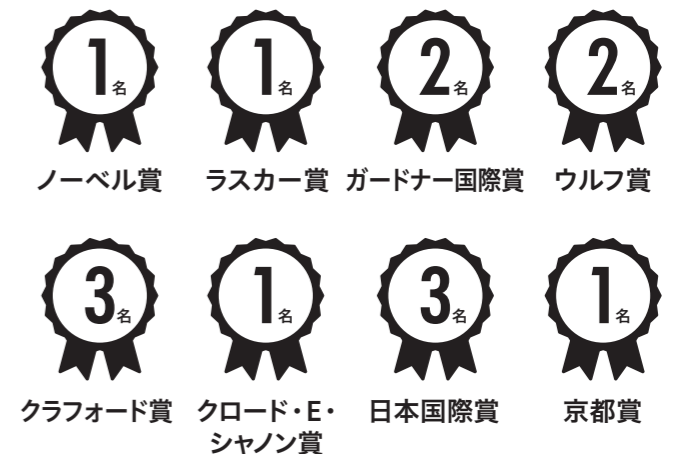 1名
1名
2名
2名
ノーベル賞
ラスカー賞
ガードナー国際賞
ウルフ賞
3名
1名
3名
1名
クラフォード賞
クロード・E・
シャノン賞
日本国際賞
京都賞